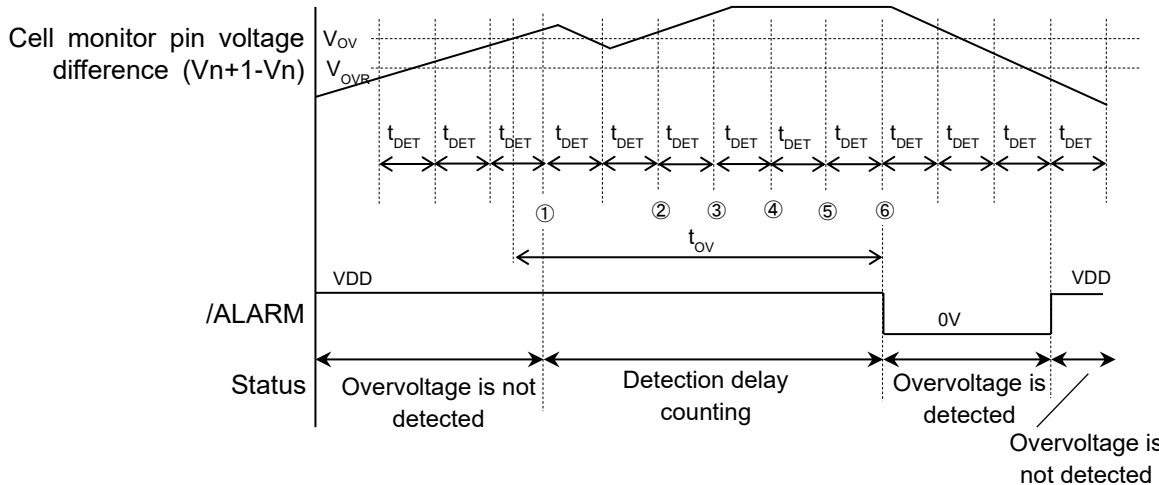 Cell monitor pin voltage
difference (Vn+1-Vn)
VOV
VOVR
tDET tDET tDET tDET tDET tDET tDET tDET tDET tDET tDET tDET tDET
① ② ③ ④ ⑤ ⑥
tOV
VDD
VDD
/ALARM
0V
Status
Overvoltage is not
detected
Detection delay
counting
Overvoltage is
detected
Overvoltage is
not detected